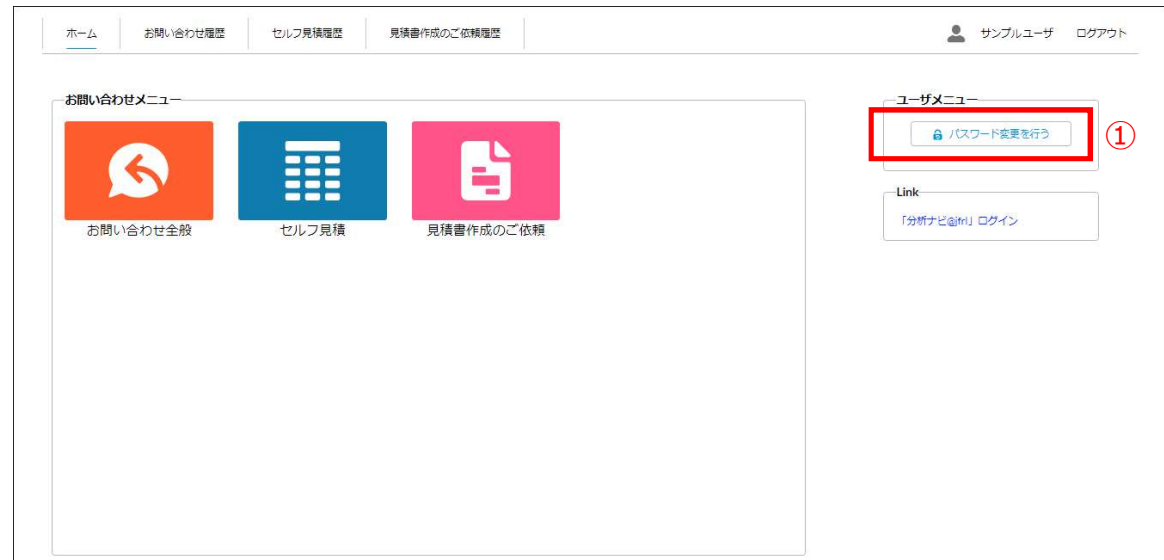 ホーム お問い合わせ履歴 セルフ見積履歴 見積書作成のご依頼履歴 サンプルユーザ ログアウト
お問い合わせメニュー
お問い合わせ全般 セルフ見積 見積書作成のご依頼
ユーザメニュー
パスワード変更を行う ①
Link
「分析ナビ@jfrl」ログイン